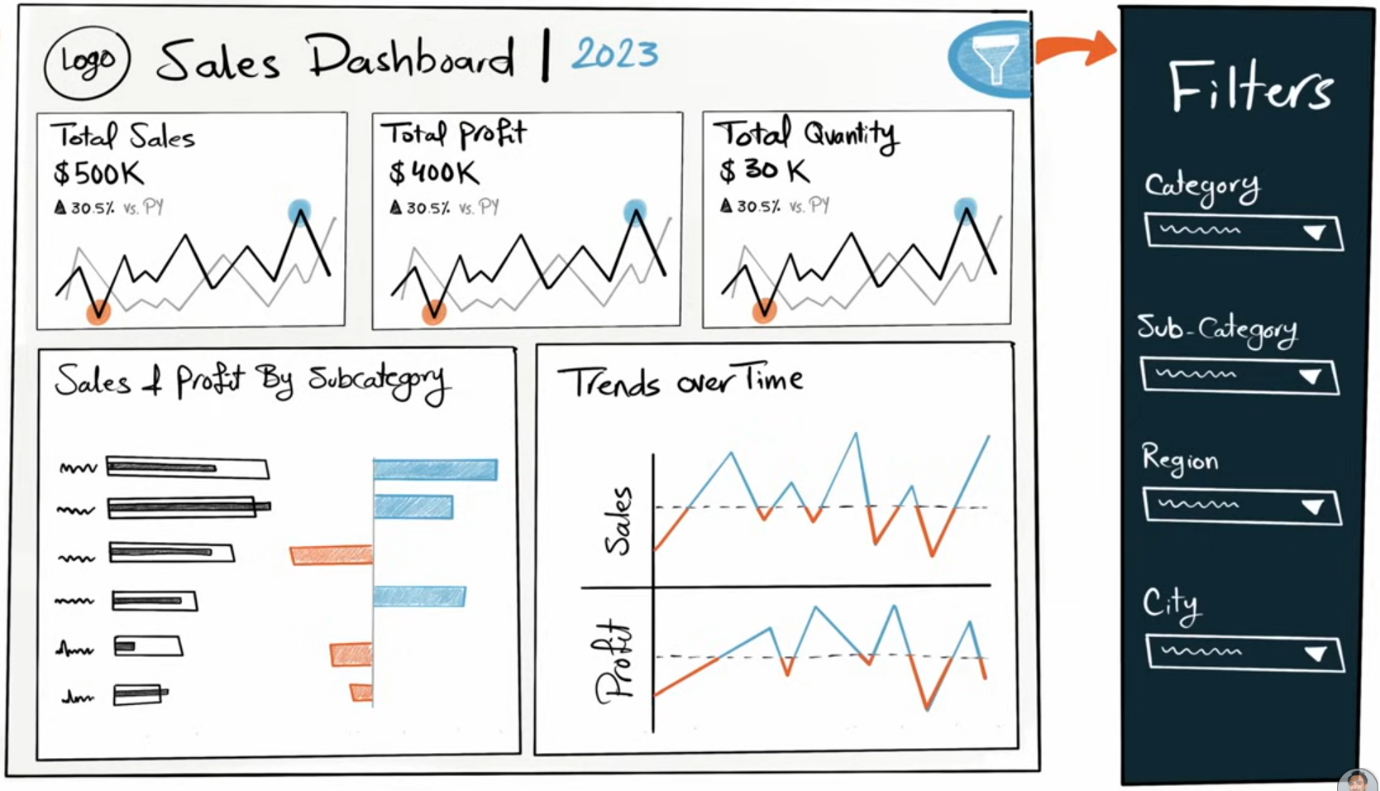 Logo
Sales Dashboard | 2023
Total Sales
$500K
▲ 30.5% vs. PY
Total Profit
$400K
▲ 30.5% vs. PY
Total Quantity
$30K
▲ 30.5% vs. PY
Sales & Profit By Subcategory
Trends over Time
Sales
Profit
Filters
Category
Sub-Category
Region
City